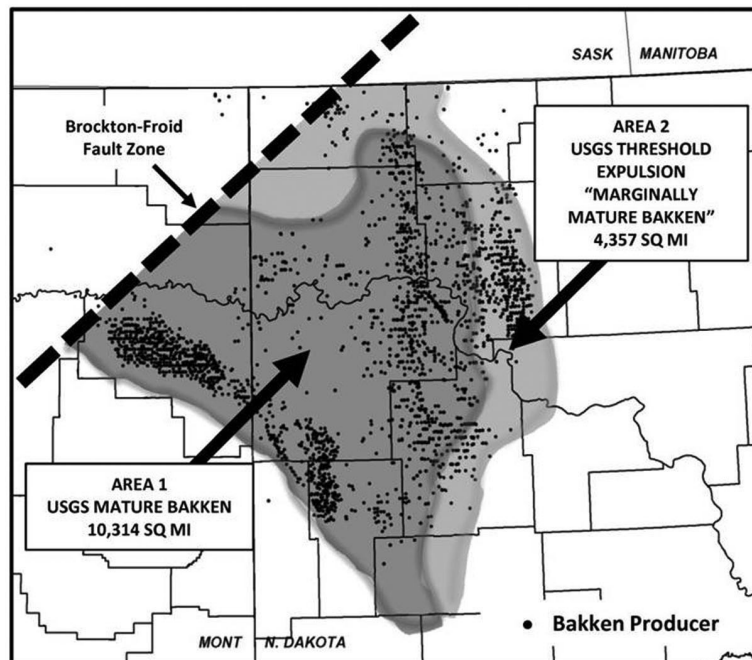 SASK MANITOBA
Brockton-Froid
Fault Zone
AREA 2
USGS THRESHOLD
EXPULSION
“MARGINALLY
MATURE BAKKEN”
4,357 SQ MI
AREA 1
USGS MATURE BAKKEN
10,314 SQ MI
MONT N. DAKOTA
• Bakken Producer